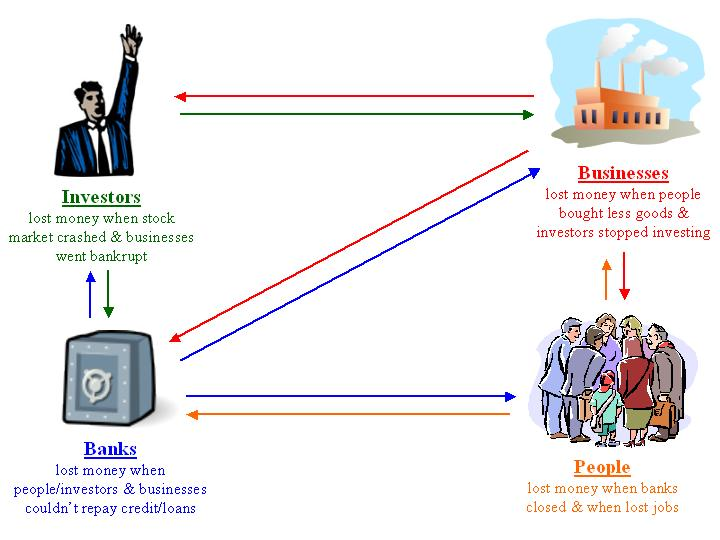 Investors
lost money when stock
market crashed & businesses
went bankrupt
Businesses
lost money when people
bought less goods &
investors stopped investing
Banks
lost money when
people/investors & businesses
couldn't repay credit/loans
People
lost money when banks
closed & when lost jobs